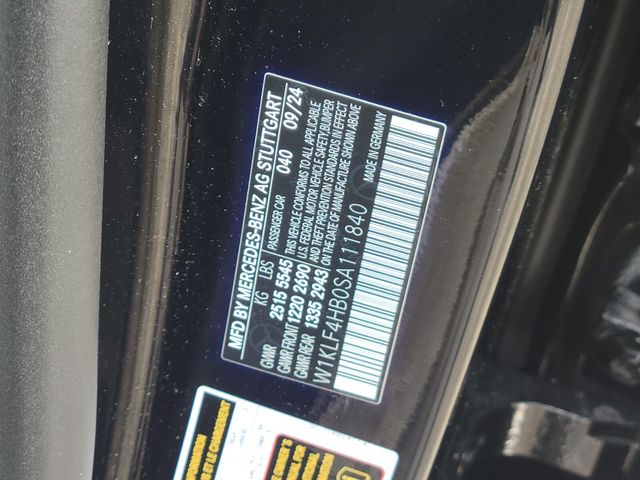 MFD BY MERCEDES-BENZ AG STUTTGART
KG LBS PASSENGER CAR 040 09/24
GVWR 2515 5545
GAWR FRONT 1220 2690
GAWR REAR 1335 2943
THIS VEHICLE CONFORMS TO ALL APPLICABLE
U.S. FEDERAL MOTOR VEHICLE SAFETY, BUMPER
AND THEFT PREVENTION STANDARDS IN EFFECT
ON THE DATE OF MANUFACTURE SHOWN ABOVE
W1KLF4HB0SA111840 MADE IN GERMANY